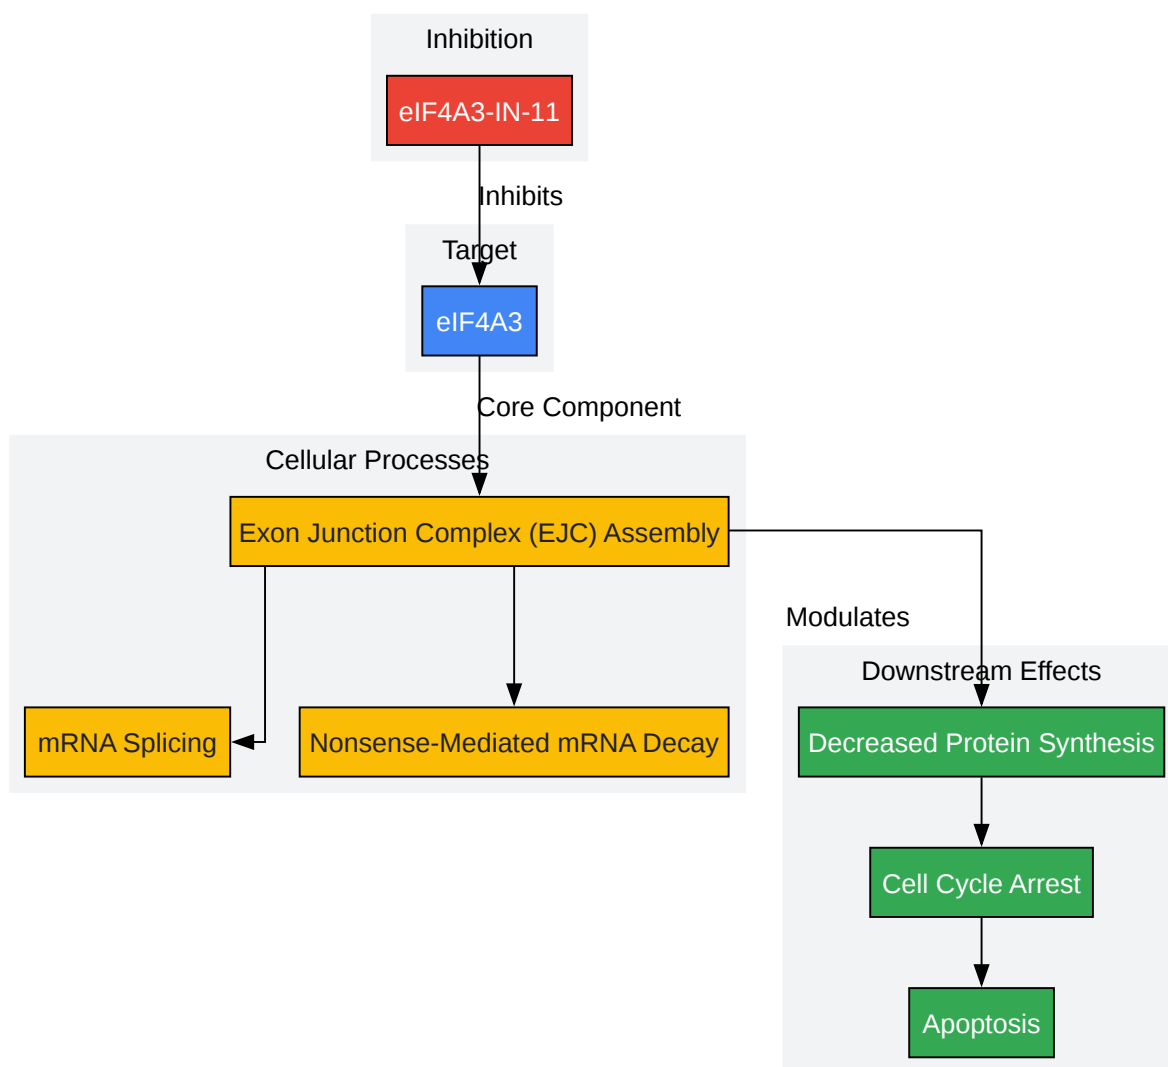 Inhibition
eIF4A3-IN-11
Inhibits
Target
eIF4A3
Core Component
Cellular Processes
Exon Junction Complex (EJC) Assembly
Modulates
Downstream Effects
mRNA Splicing
Nonsense-Mediated mRNA Decay
Decreased Protein Synthesis
Cell Cycle Arrest
Apoptosis